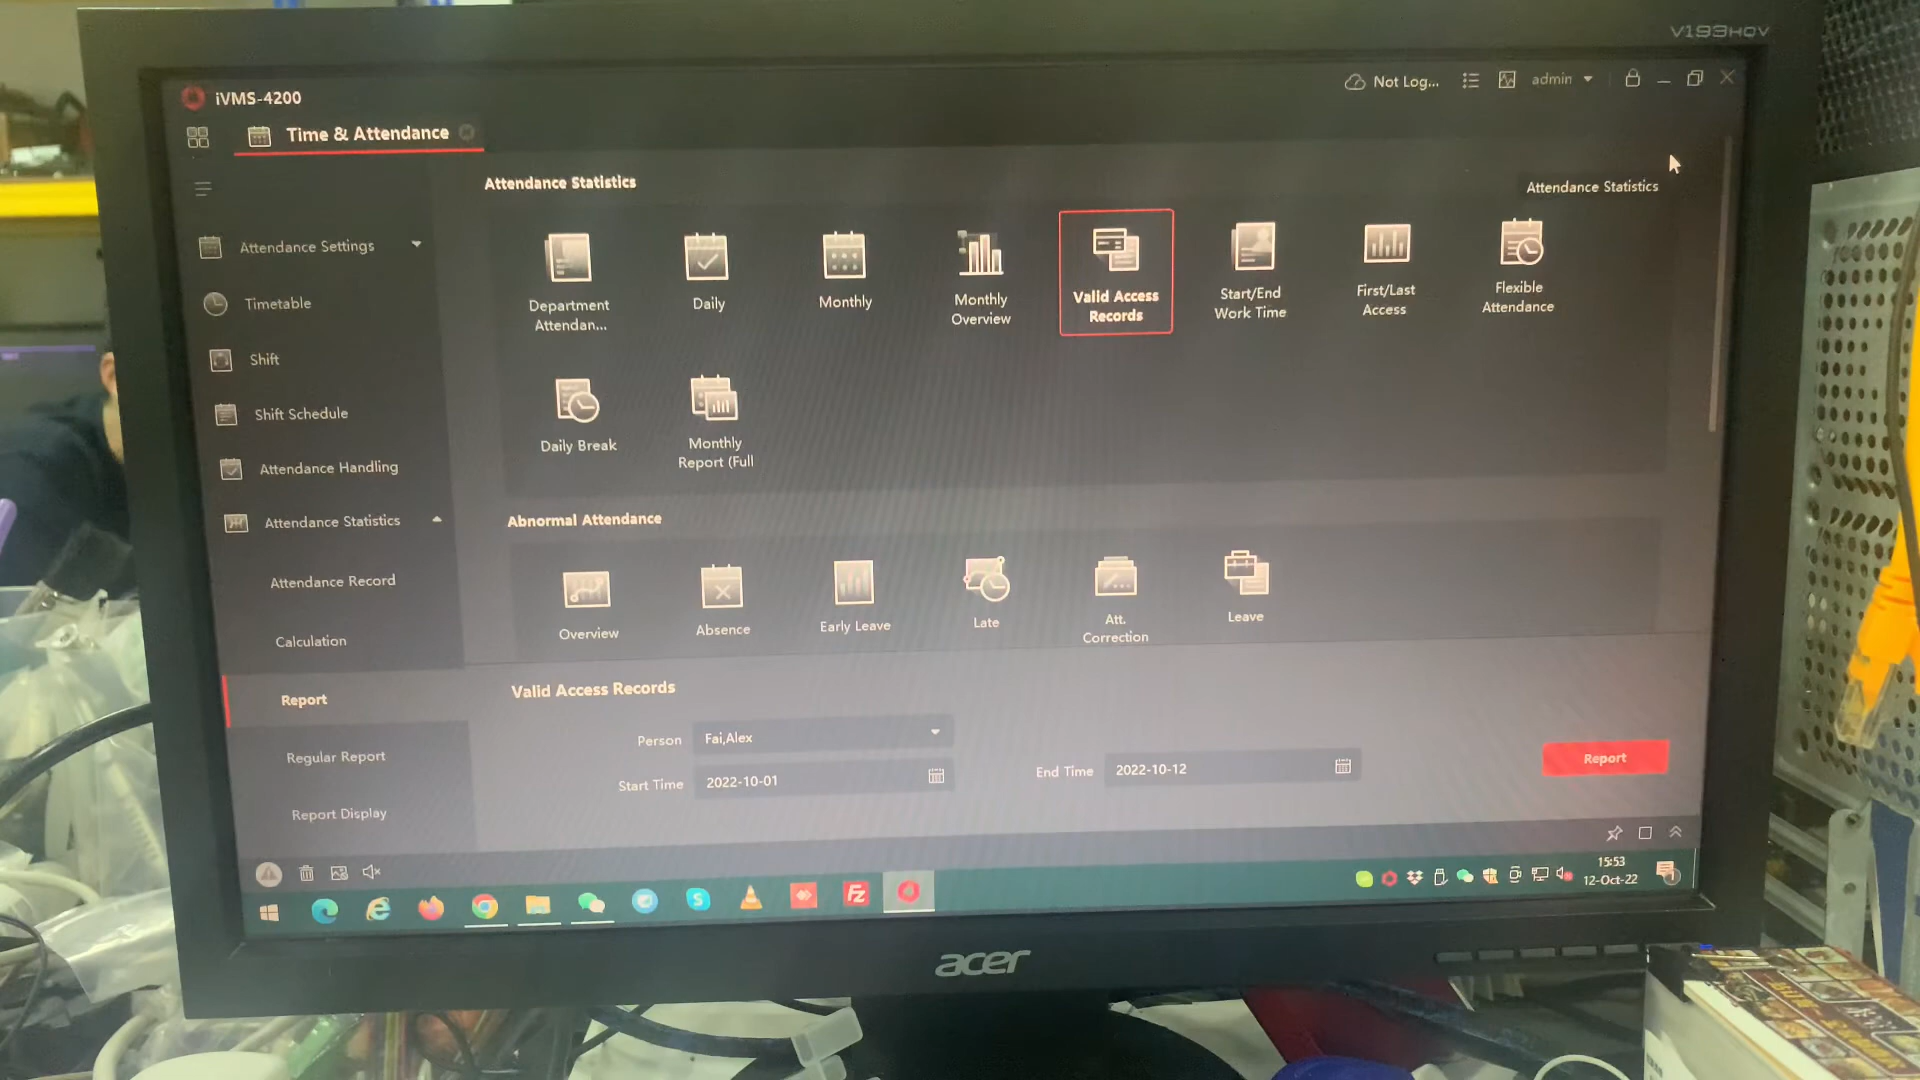 V193HQV
iVMS-4200
Not Log...
admin
Time & Attendance
Attendance Statistics
Attendance Statistics
Attendance Settings
Timetable
Shift
Shift Schedule
Attendance Handling
Attendance Statistics
Attendance Record
Calculation
Report
Regular Report
Report Display
Department
Attendan...
Daily
Monthly
Monthly
Overview
Valid Access
Records
Start/End
Work Time
First/Last
Access
Flexible
Attendance
Daily Break
Monthly
Report (Full
Abnormal Attendance
Overview
Absence
Early Leave
Late
Att.
Correction
Leave
Valid Access Records
Person
Fai,Alex
Start Time
2022-10-01
End Time
2022-10-12
Report
15:53
12-Oct-22
acer